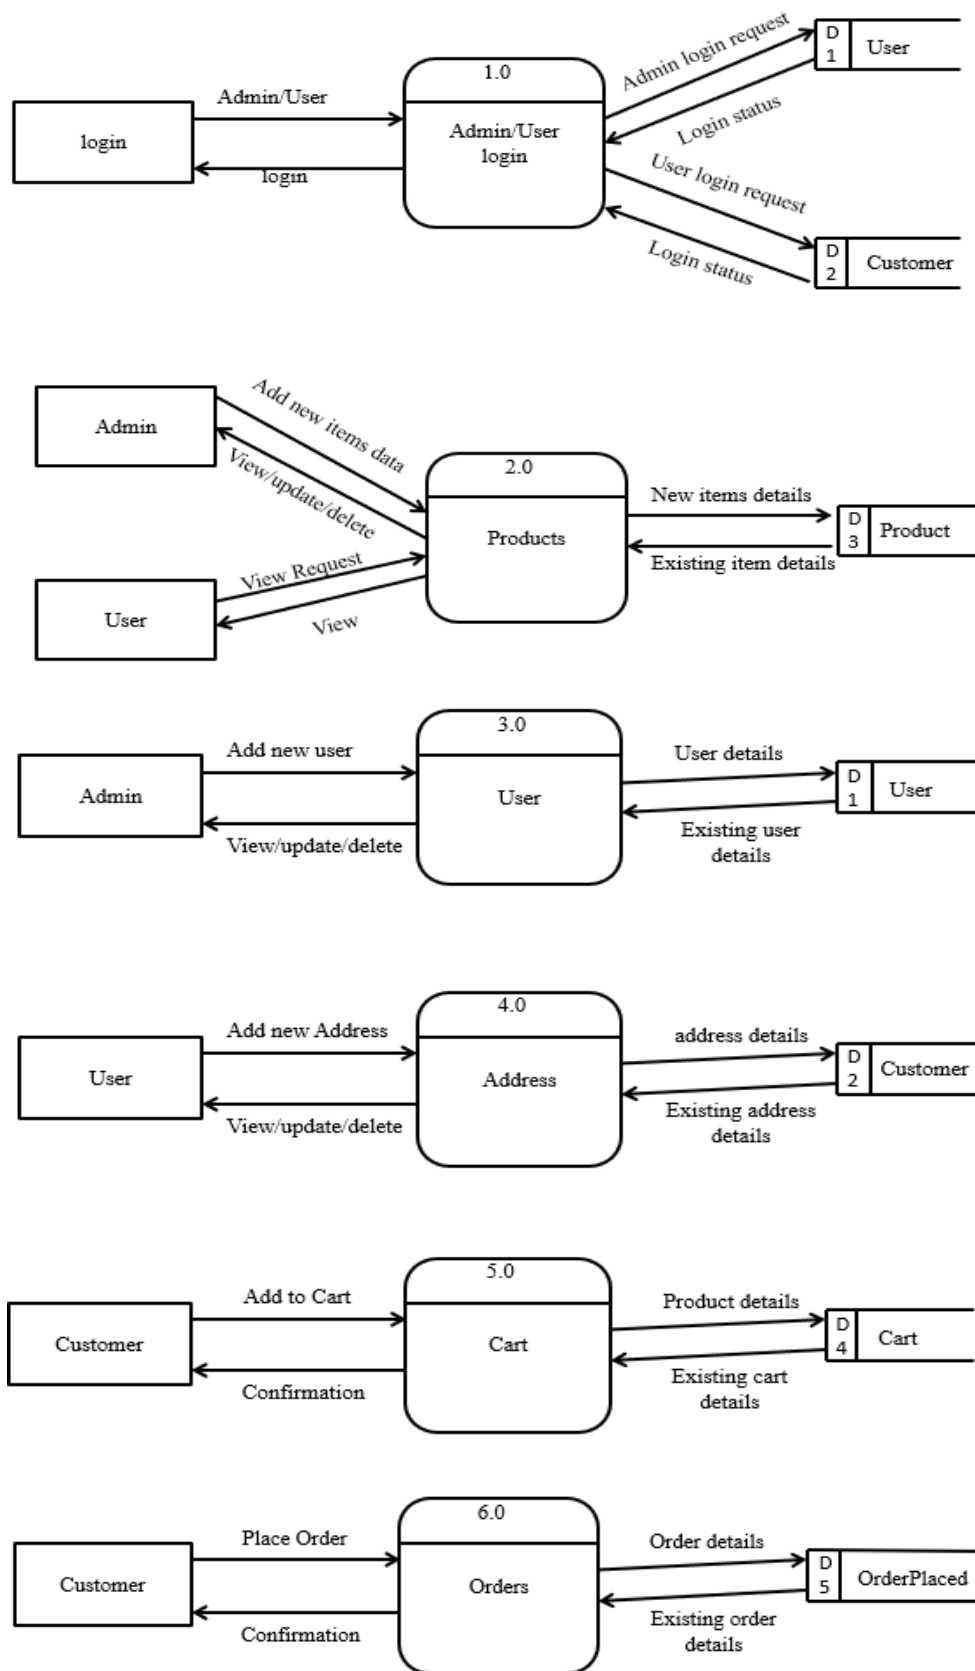 1.0
Admin/User
login
login
Admin/User
login
Admin login request
Login status
User login request
Login status
D
1
User
D
2
Customer
Admin
Add new items data
View/update/delete
User
View Request
View
2.0
Products
New items details
Existing item details
D
3
Product
3.0
User
Admin
Add new user
View/update/delete
User details
Existing user
details
D
1
User
4.0
Address
User
Add new Address
View/update/delete
address details
Existing address
details
D
2
Customer
5.0
Cart
Customer
Add to Cart
Confirmation
Product details
Existing cart
details
D
4
Cart
6.0
Orders
Customer
Place Order
Confirmation
Order details
Existing order
details
D
5
OrderPlaced